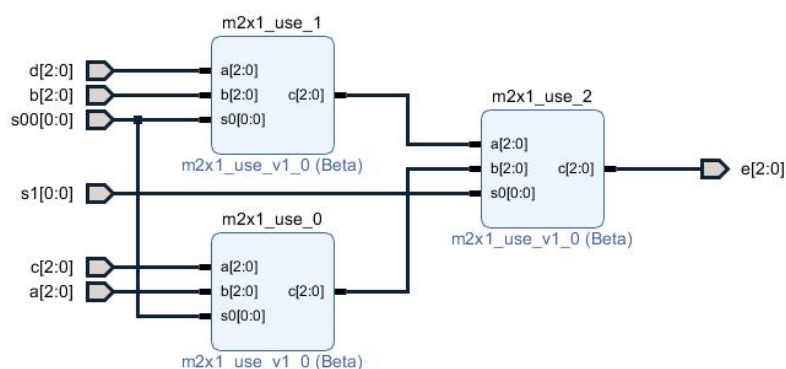 m2x1_use_1
d[2:0]
b[2:0]
s00[0:0]
a[2:0]
b[2:0]
s0[0:0]
c[2:0]
m2x1_use_v1_0 (Beta)
m2x1_use_2
a[2:0]
b[2:0]
s0[0:0]
c[2:0]
m2x1_use_v1_0 (Beta)
e[2:0]
s1[0:0]
m2x1_use_0
c[2:0]
a[2:0]
a[2:0]
b[2:0]
s0[0:0]
c[2:0]
m2x1_use_v1_0 (Beta)